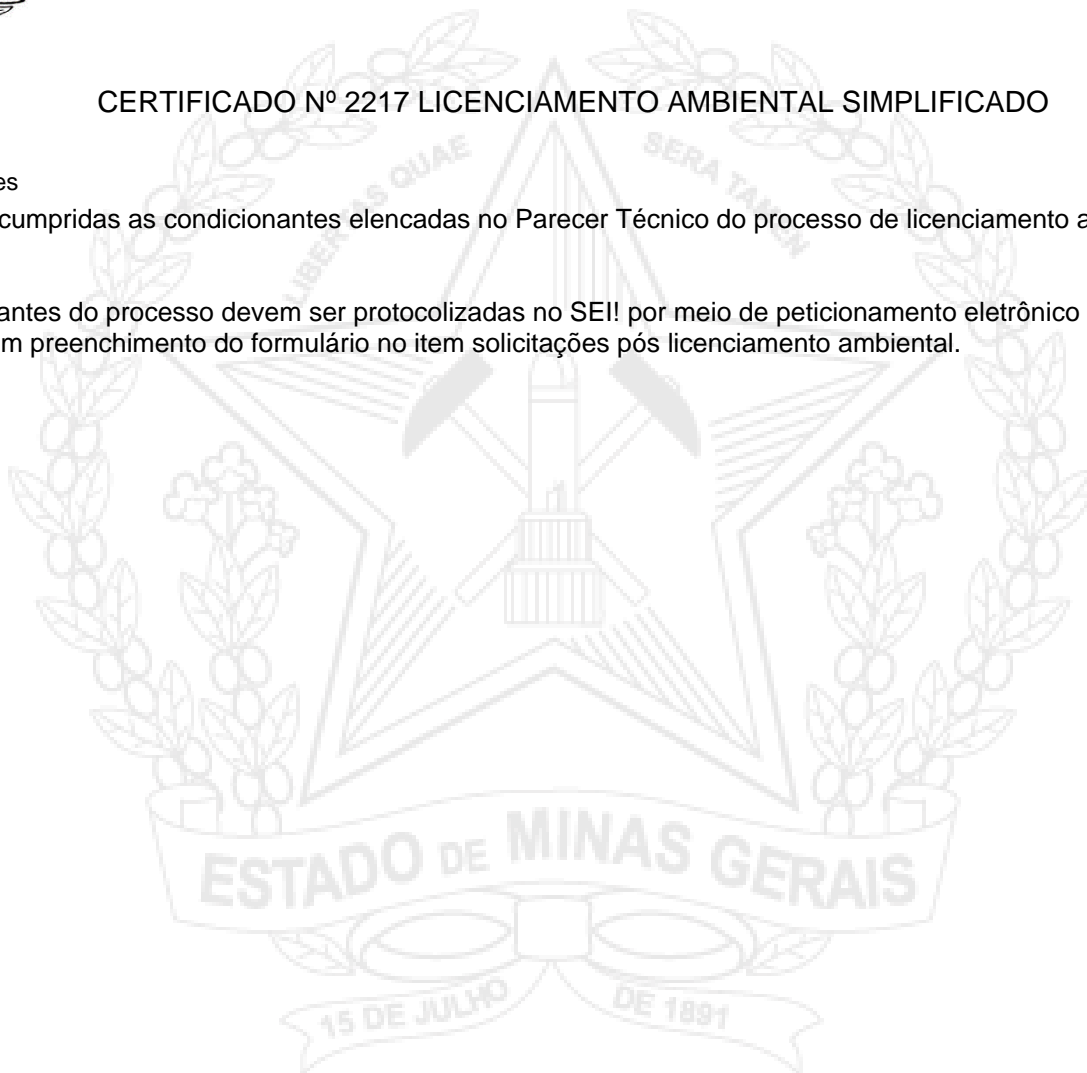 CERTIFICADO Nº 2217 LICENCIAMENTO AMBIENTAL SIMPLIFICADO
es
cumpridas as condicionantes elencadas no Parecer Técnico do processo de licenciamento a
antes do processo devem ser protocolizadas no SEI! por meio de peticionamento eletrônico
m preenchimento do formulário no item solicitações pós licenciamento ambiental.
LIBERTAS QUAE SERA TAMEN
ESTADO DE MINAS GERAIS
15 DE JULHO DE 1891